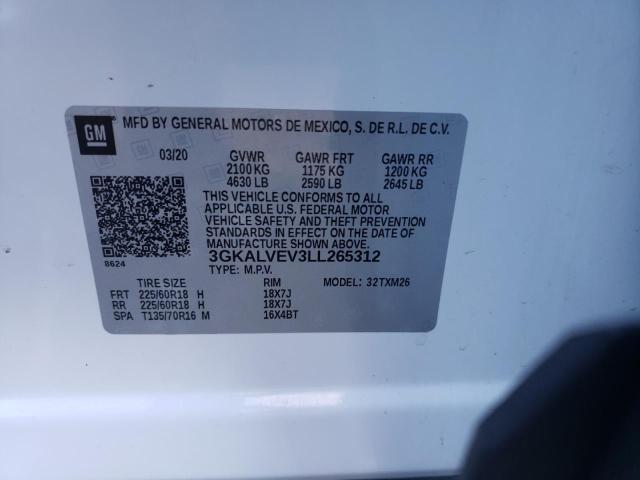 GM
MFD BY GENERAL MOTORS DE MEXICO, S. DE R.L. DE C.V.
03/20 GVWR GAWR FRT GAWR RR
2100 KG 1175 KG 1200 KG
4630 LB 2590 LB 2645 LB
THIS VEHICLE CONFORMS TO ALL
APPLICABLE U.S. FEDERAL MOTOR
VEHICLE SAFETY AND THEFT PREVENTION
STANDARDS IN EFFECT ON THE DATE OF
MANUFACTURE SHOWN ABOVE.
8624 3GKALVEV3LL265312
TYPE: M.P.V. MODEL: 32TXM26
TIRE SIZE RIM
FRT 225/60R18 H 18X7J
RR 225/60R18 H 18X7J
SPA T135/70R16 M 16X4BT